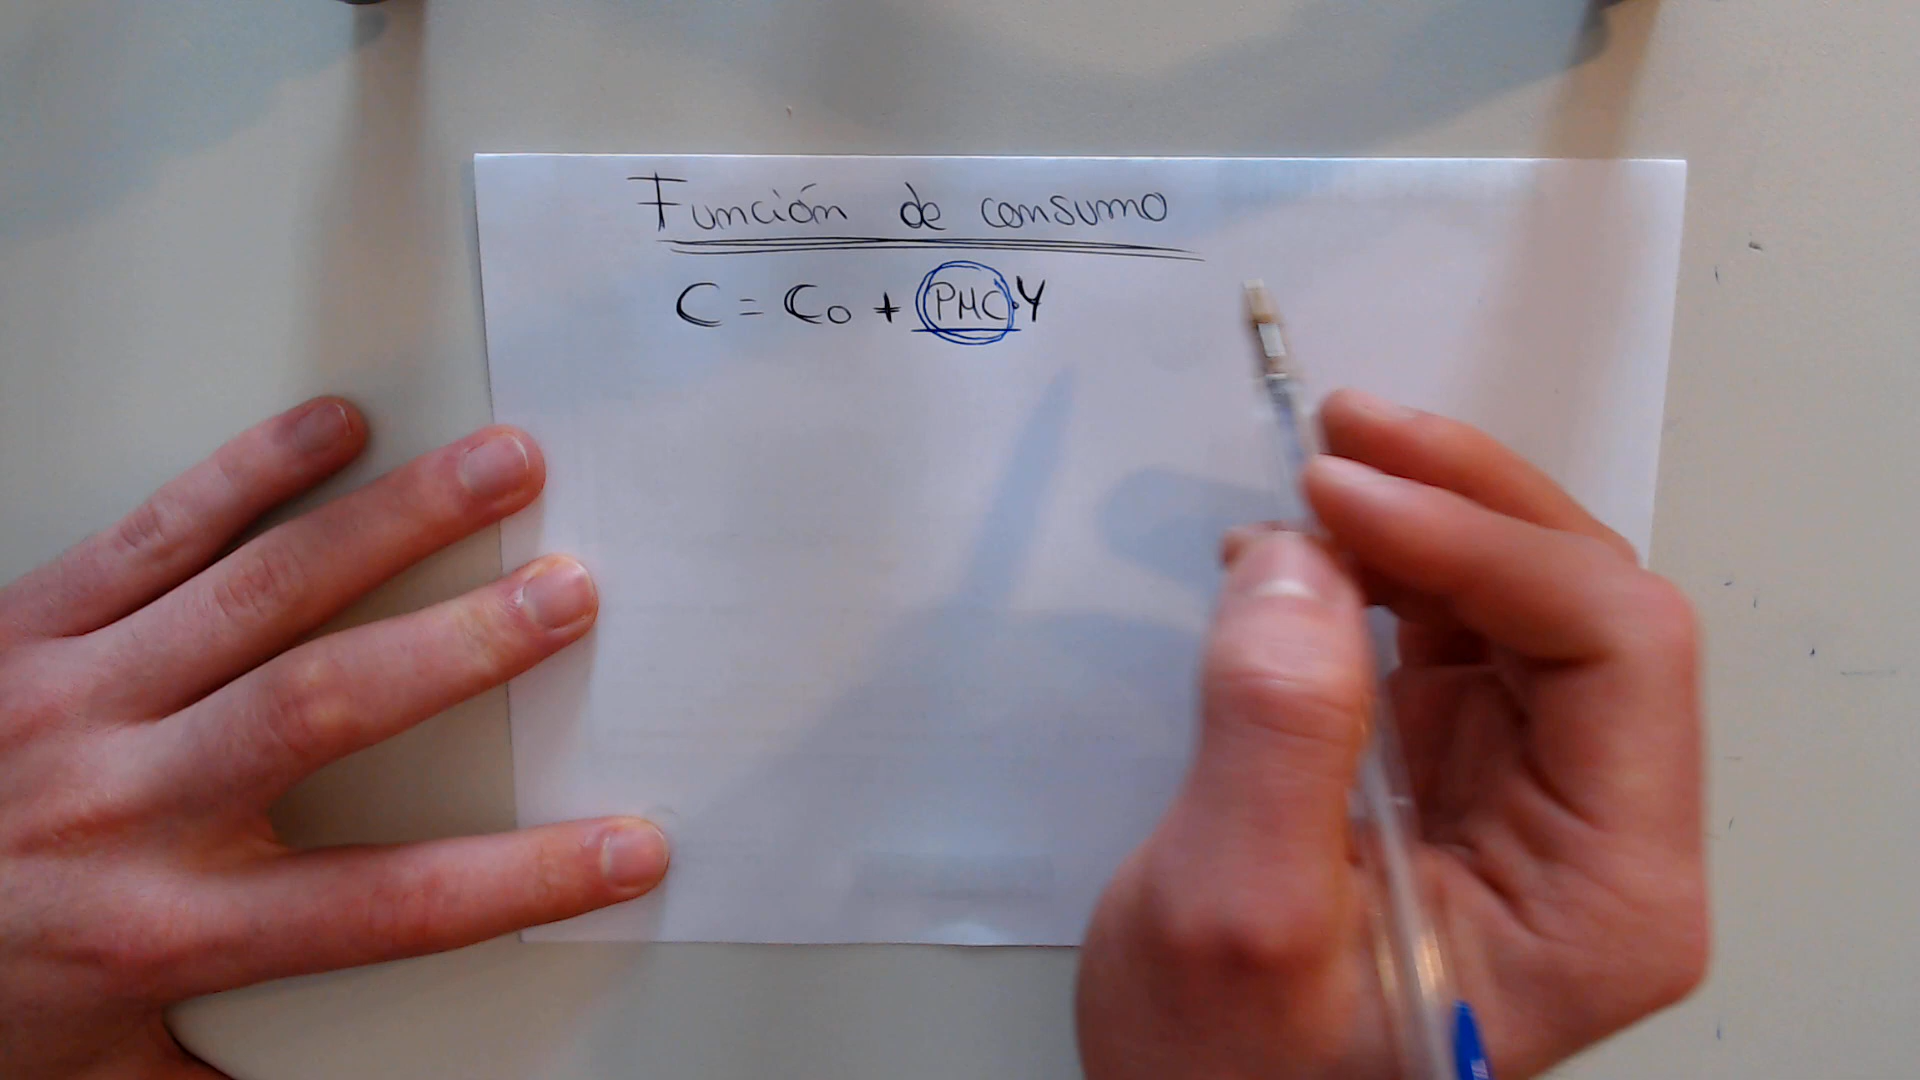 Función de consumo
C = C₀ + PMC·Y